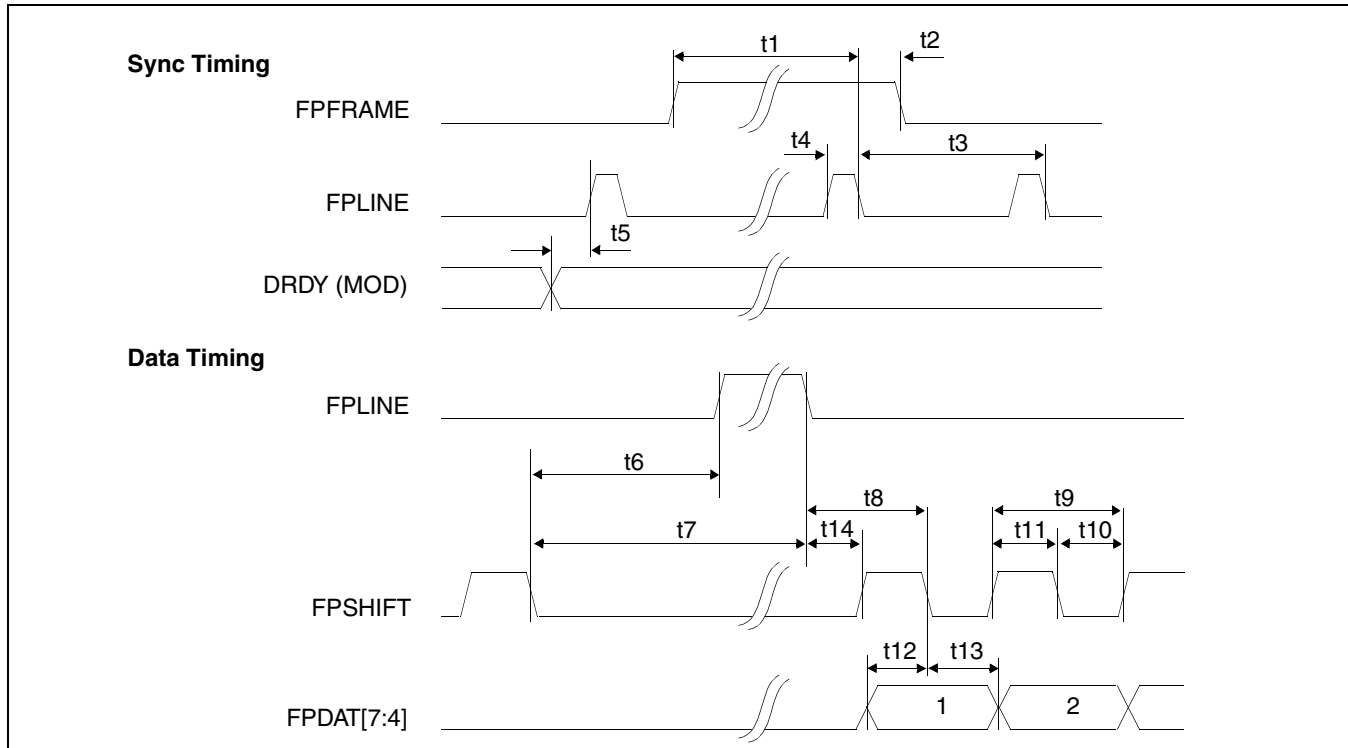 Sync Timing
t1
t2
FPFRAME
t4
t3
FPLINE
t5
DRDY (MOD)
Data Timing
FPLINE
t6
t8
t9
t7
t14
t11
t10
FPSHIFT
t12
t13
FPDAT[7:4]
1
2